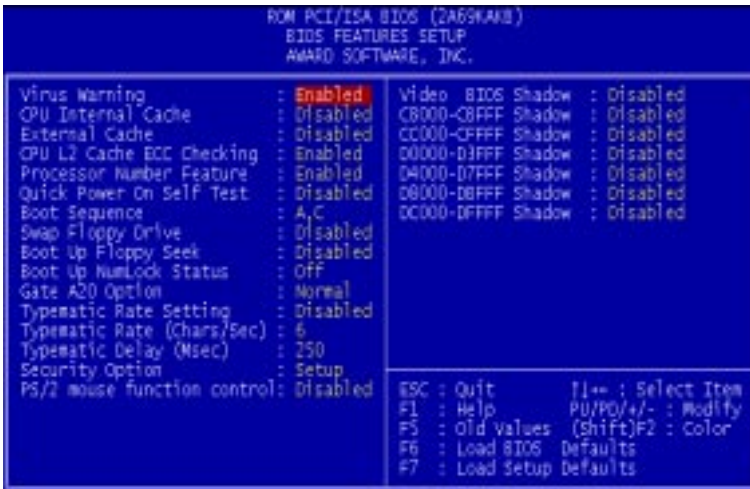 ROM PCI/ISA BIOS (2A69KAKB)
BIOS FEATURES SETUP
AWARD SOFTWARE, INC.
Virus Warning : Enabled
CPU Internal Cache : Disabled
External Cache : Disabled
CPU L2 Cache ECC Checking : Enabled
Processor Number Feature : Enabled
Quick Power On Self Test : Disabled
Boot Sequence : A,C
Swap Floppy Drive : Disabled
Boot Up Floppy Seek : Disabled
Boot Up NumLock Status : Off
Gate A20 Option : Normal
Typematic Rate Setting : Disabled
Typematic Rate (Chars/Sec) : 6
Typematic Delay (Msec) : 250
Security Option : Setup
PS/2 mouse function control: Disabled
Video BIOS Shadow : Disabled
C8000-CBFFF Shadow : Disabled
CC000-CFFFF Shadow : Disabled
D0000-D3FFF Shadow : Disabled
D4000-D7FFF Shadow : Disabled
D8000-DBFFF Shadow : Disabled
DC000-DFFFF Shadow : Disabled
ESC : Quit ↑↓→← : Select Item
F1 : Help PU/PD/+/- : Modify
F5 : Old Values (Shift)F2 : Color
F6 : Load BIOS Defaults
F7 : Load Setup Defaults